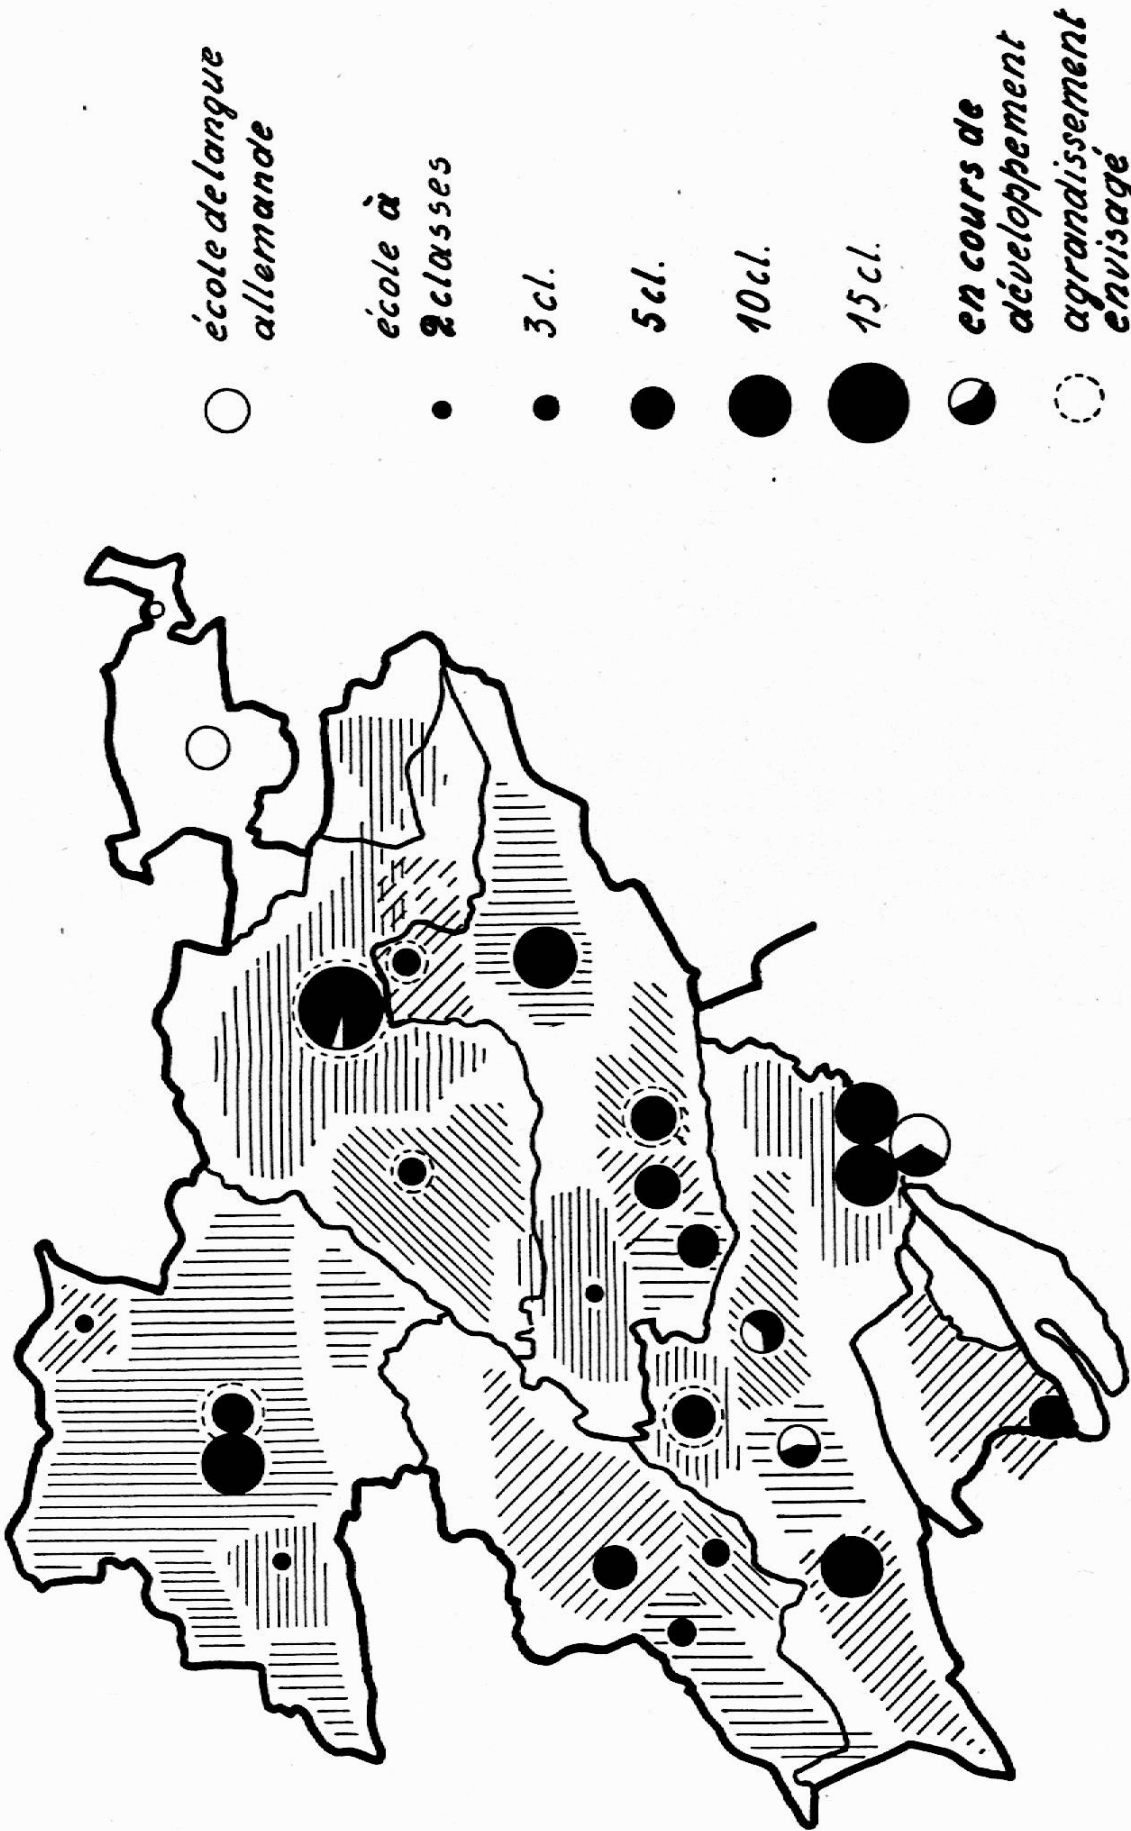 école de langue
allemande
école à
2 classes
3 cl.
5 cl.
10 cl.
15 cl.
en cours de
développement
agrandissement
envisagé